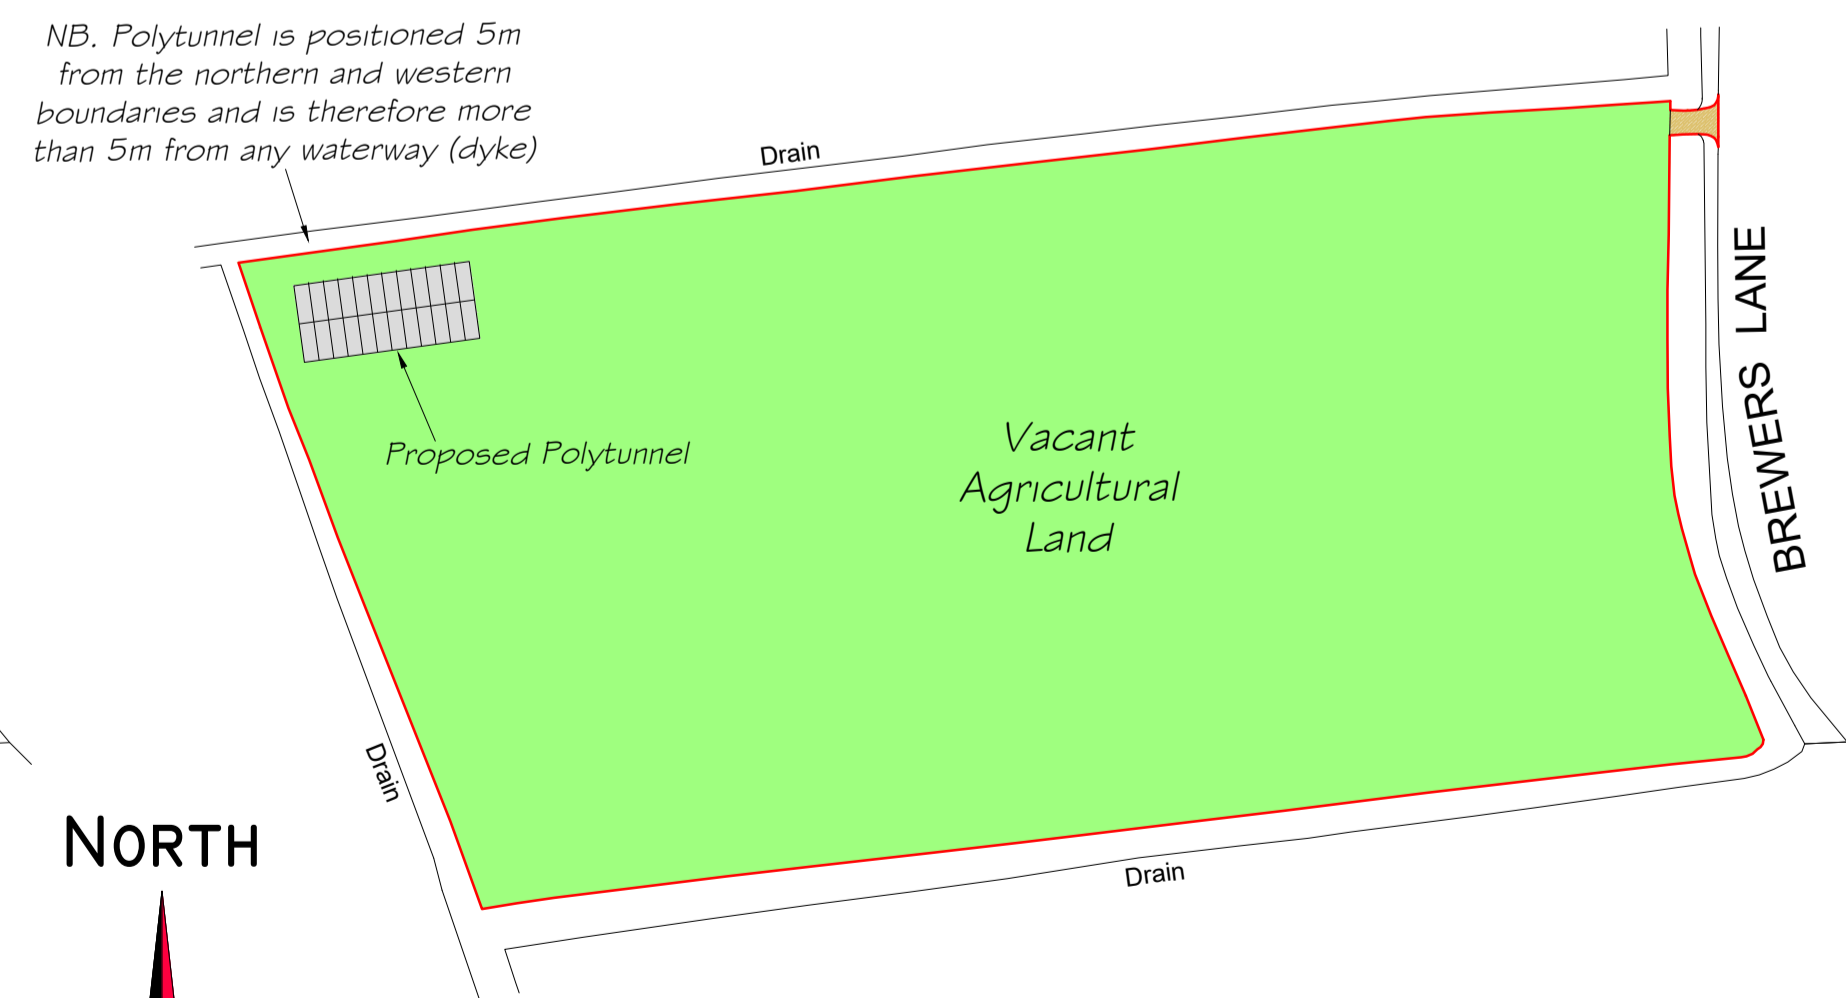 NB. Polytunnel is positioned 5m
from the northern and western
boundaries and is therefore more
than 5m from any waterway (dyke)
Drain
BREWERS LANE
Proposed Polytunnel
Vacant
Agricultural
Land
Drain
NORTH
Drain